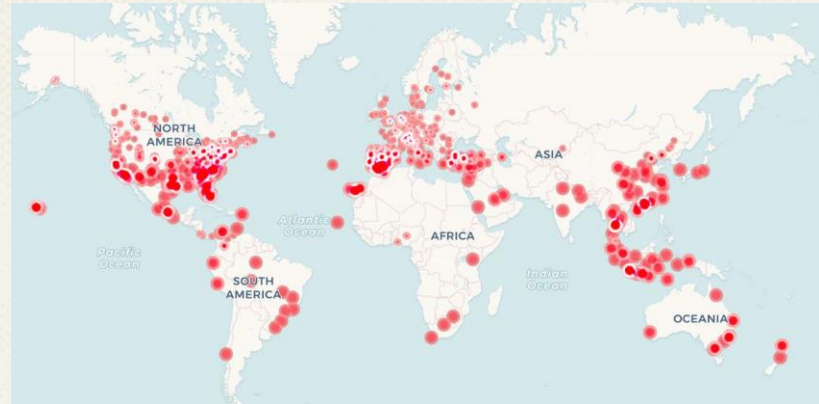 NORTH
AMERICA
ASIA
Atlantic
Ocean
AFRICA
Pacific
Ocean
Indian
Ocean
SOUTH
AMERICA
OCEANIA